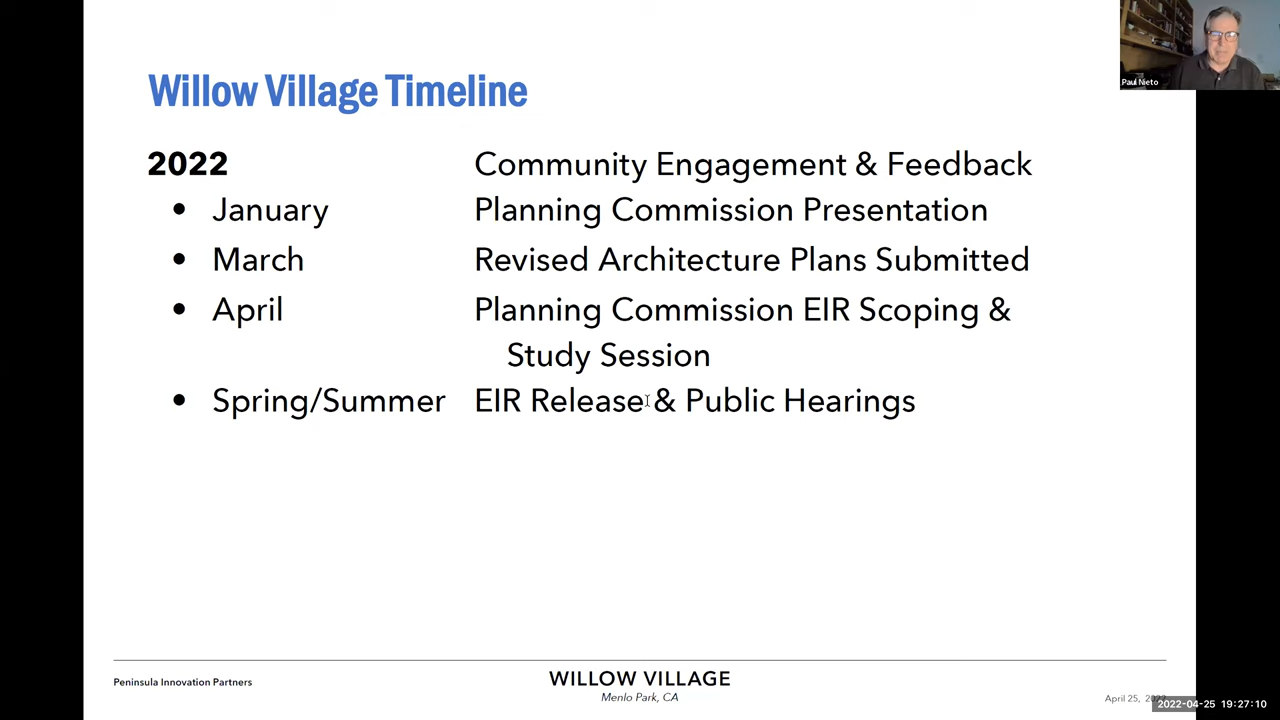 Paul Nieto
Willow Village Timeline
2022 Community Engagement & Feedback
• January Planning Commission Presentation
• March Revised Architecture Plans Submitted
• April Planning Commission EIR Scoping &
Study Session
• Spring/Summer EIR Release & Public Hearings
Peninsula Innovation Partners
WILLOW VILLAGE
Menlo Park, CA
April 25, 2022
2022-04-25 19:27:10